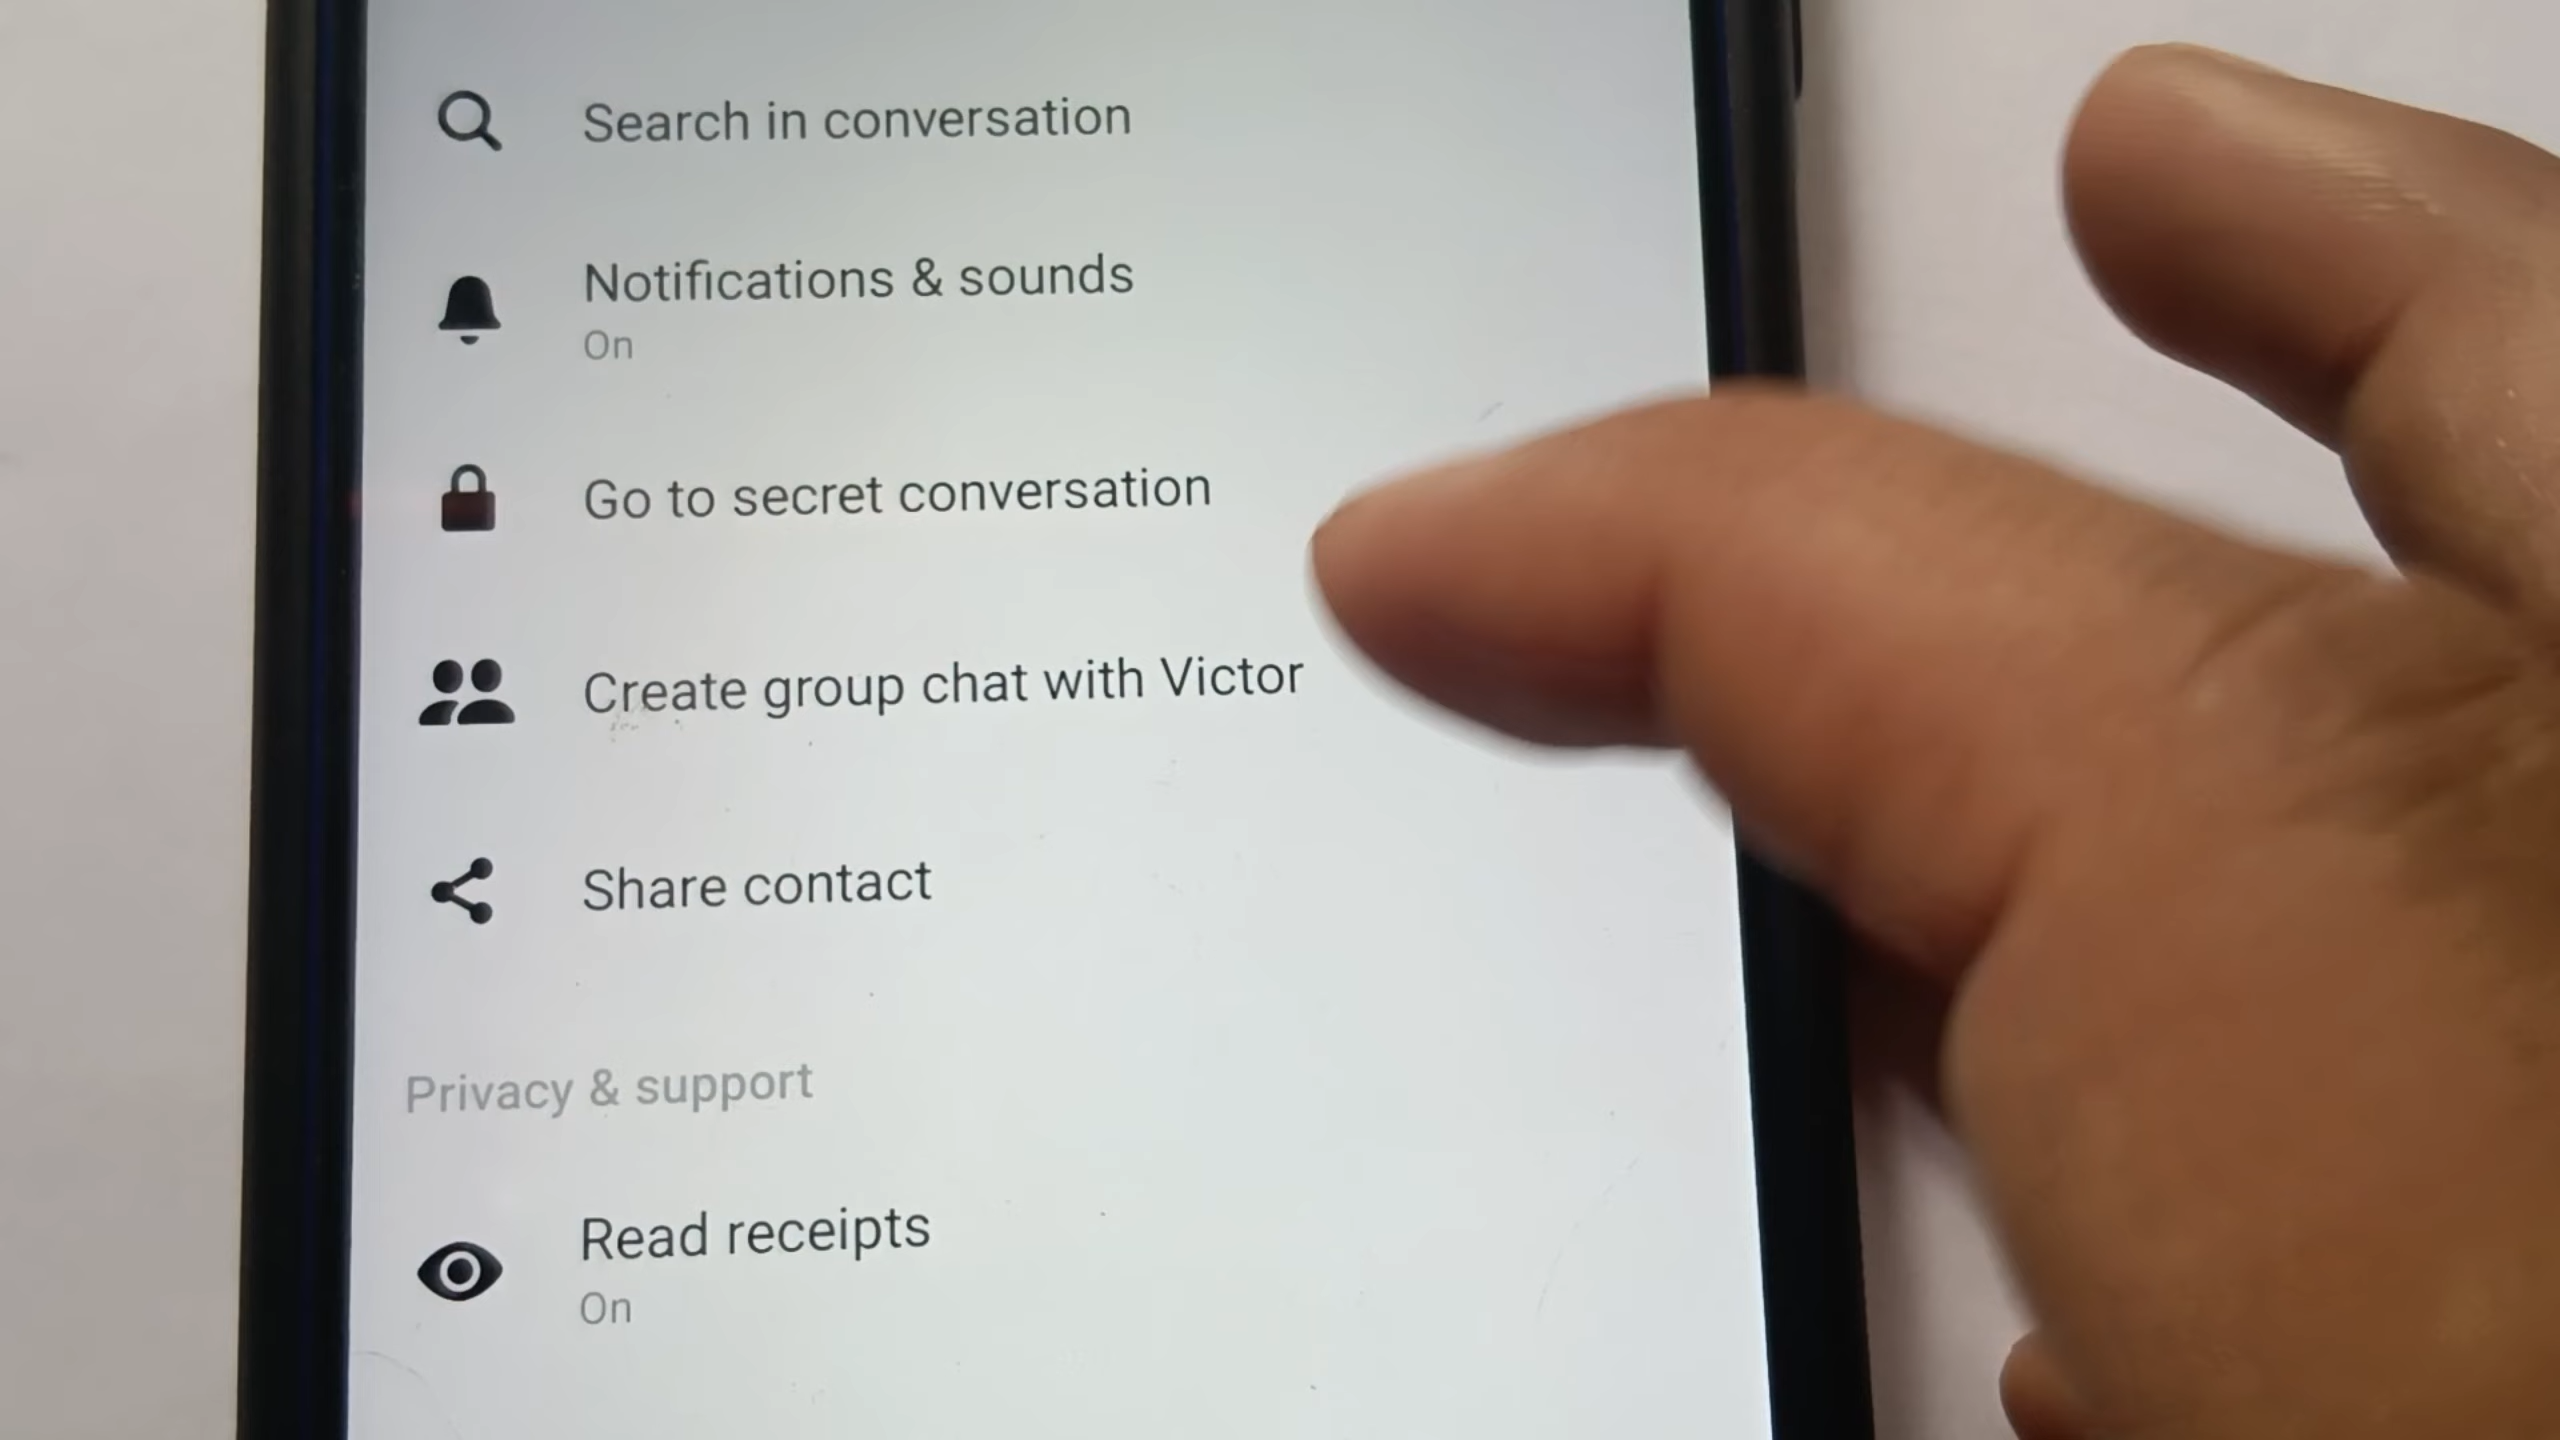 Search in conversation
Notifications & sounds
On
Go to secret conversation
Create group chat with Victor
Share contact
Privacy & support
Read receipts
On